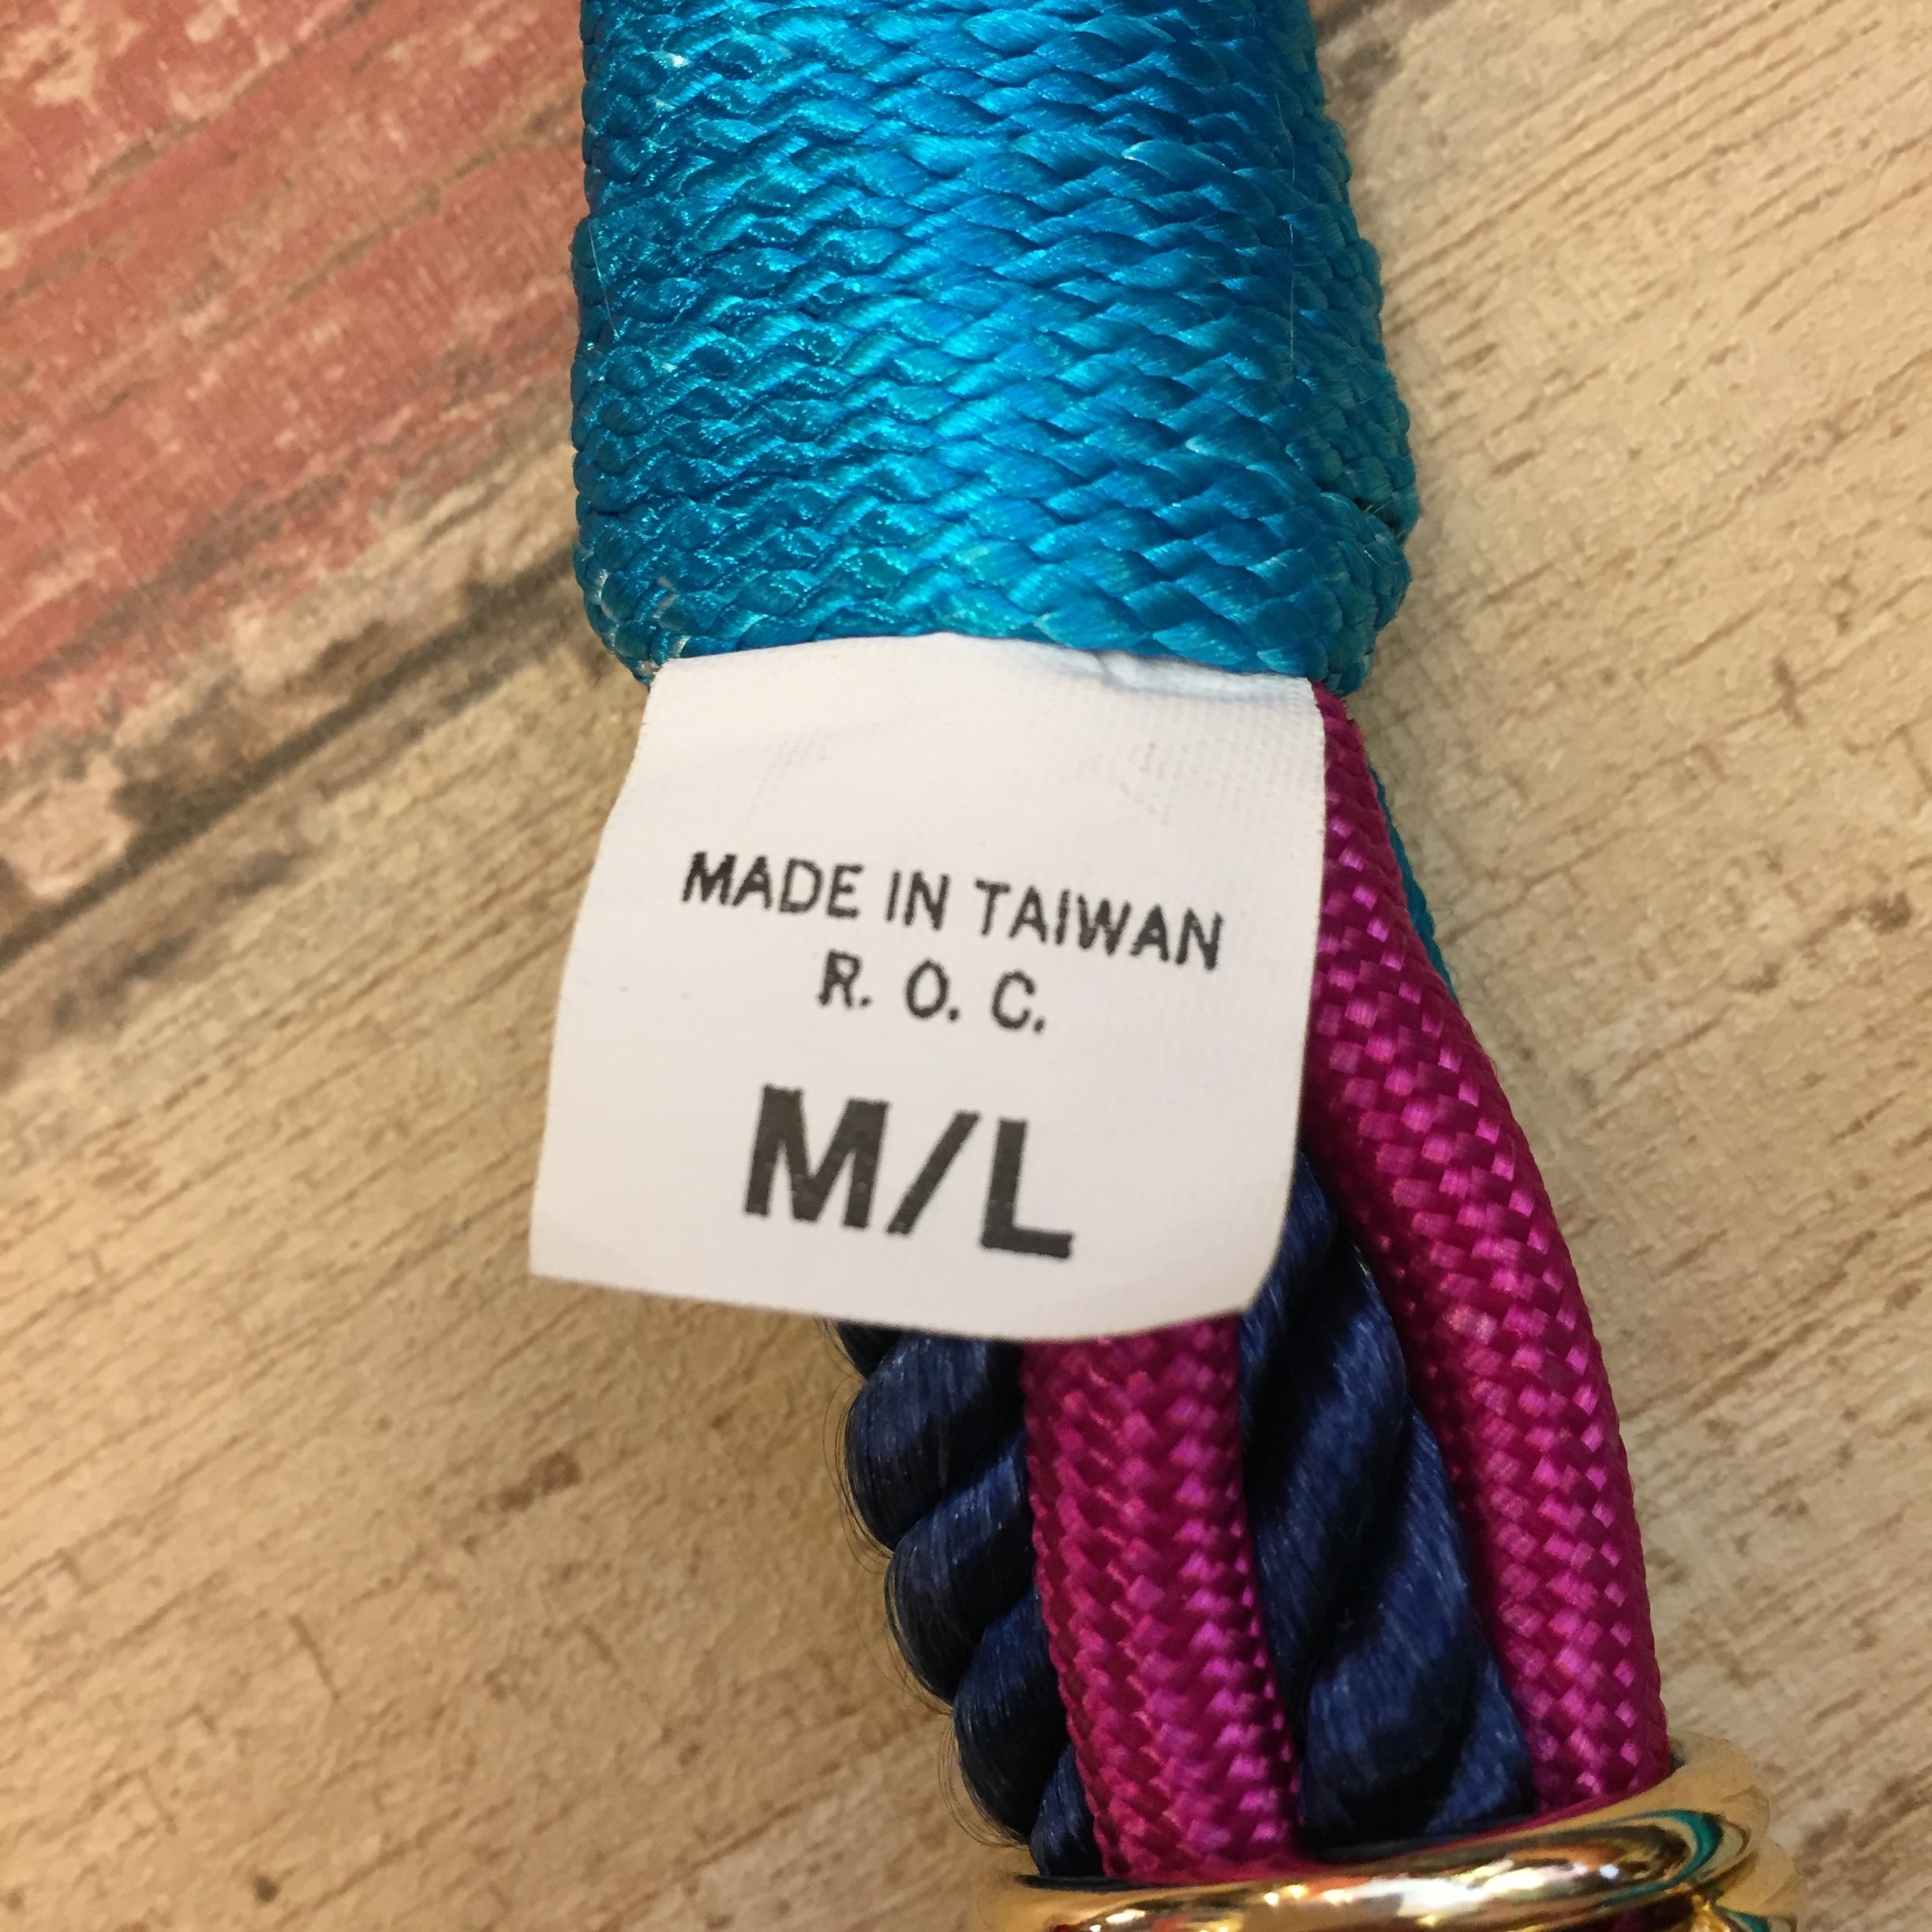 MADE IN TAIWAN
R. O. C.
M/L